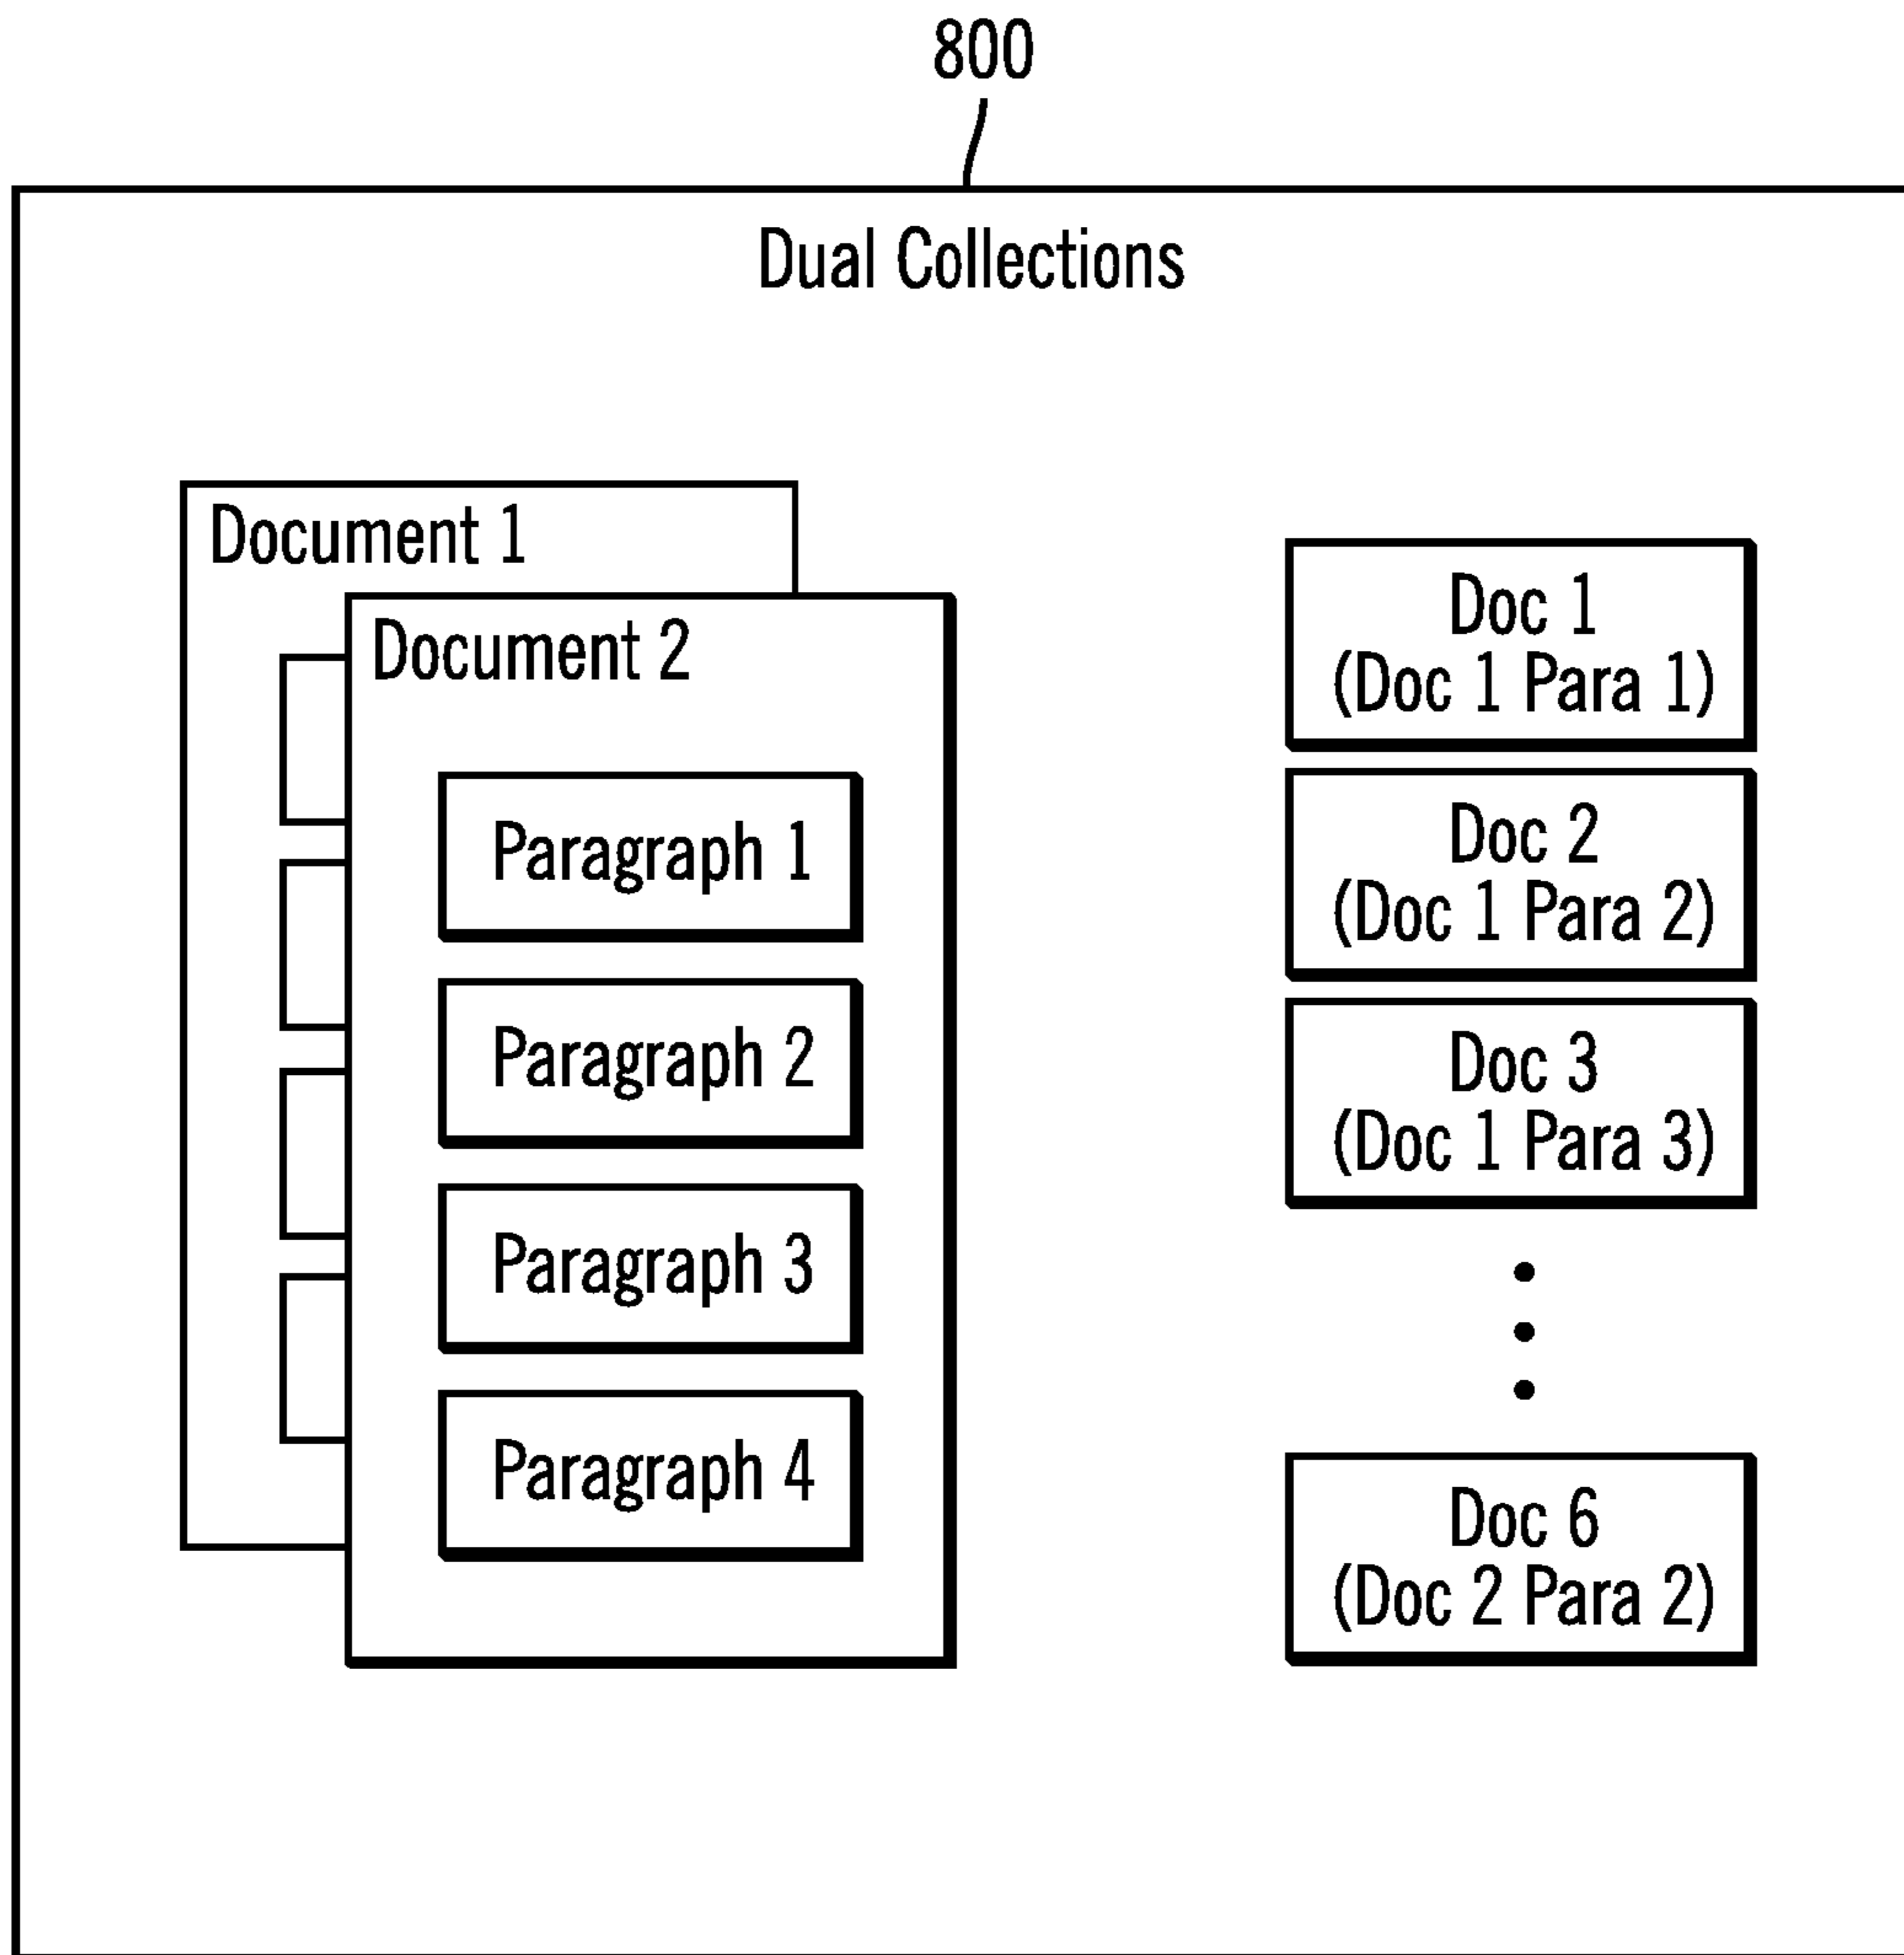 800
Dual Collections
Document 1
Document 2
Paragraph 1
Paragraph 2
Paragraph 3
Paragraph 4
Doc 1
(Doc 1 Para 1)
Doc 2
(Doc 1 Para 2)
Doc 3
(Doc 1 Para 3)
Doc 6
(Doc 2 Para 2)